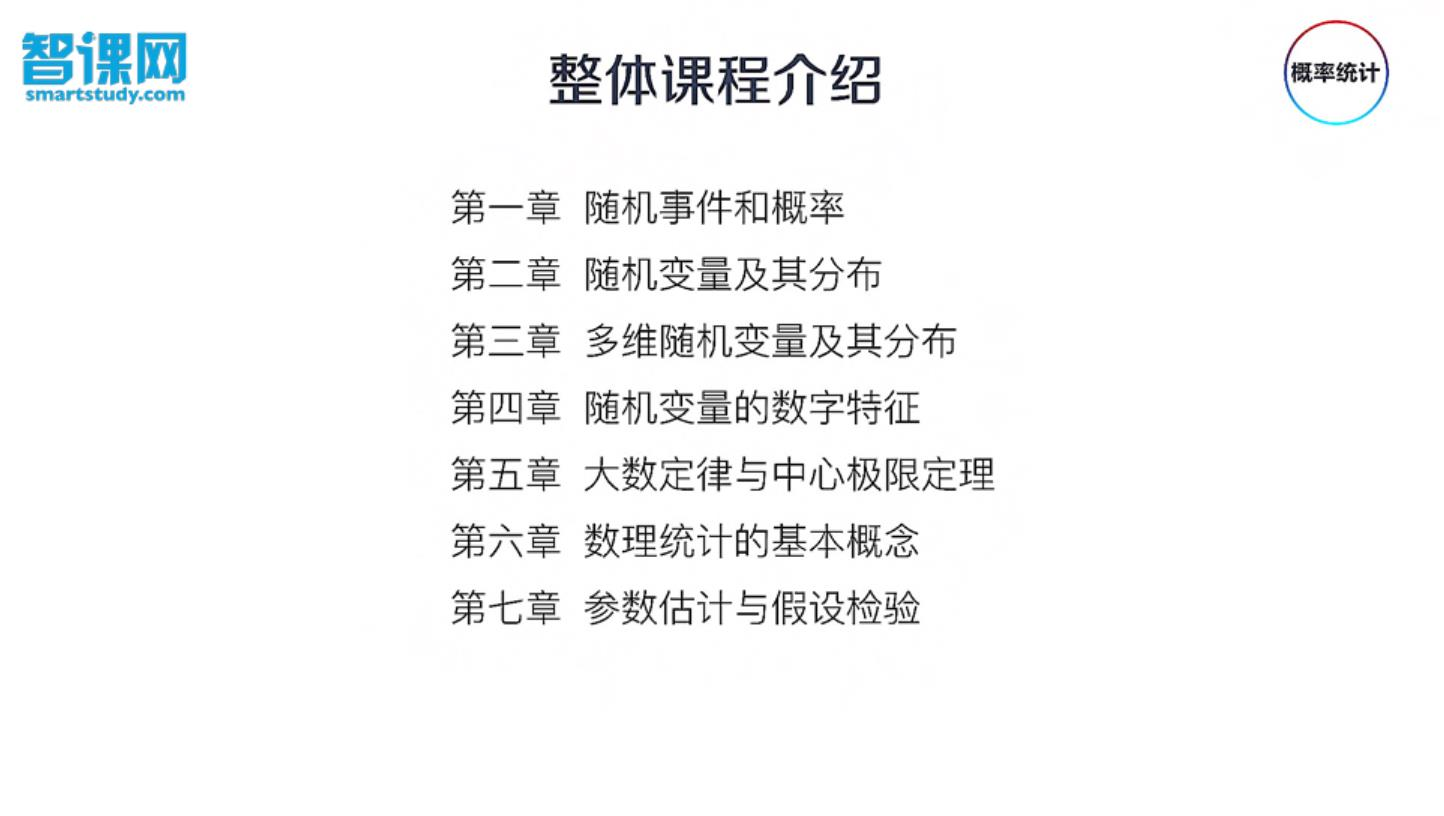 智课网
smartstudy.com
整体课程介绍
概率统计
第一章 随机事件和概率
第二章 随机变量及其分布
第三章 多维随机变量及其分布
第四章 随机变量的数字特征
第五章 大数定律与中心极限定理
第六章 数理统计的基本概念
第七章 参数估计与假设检验